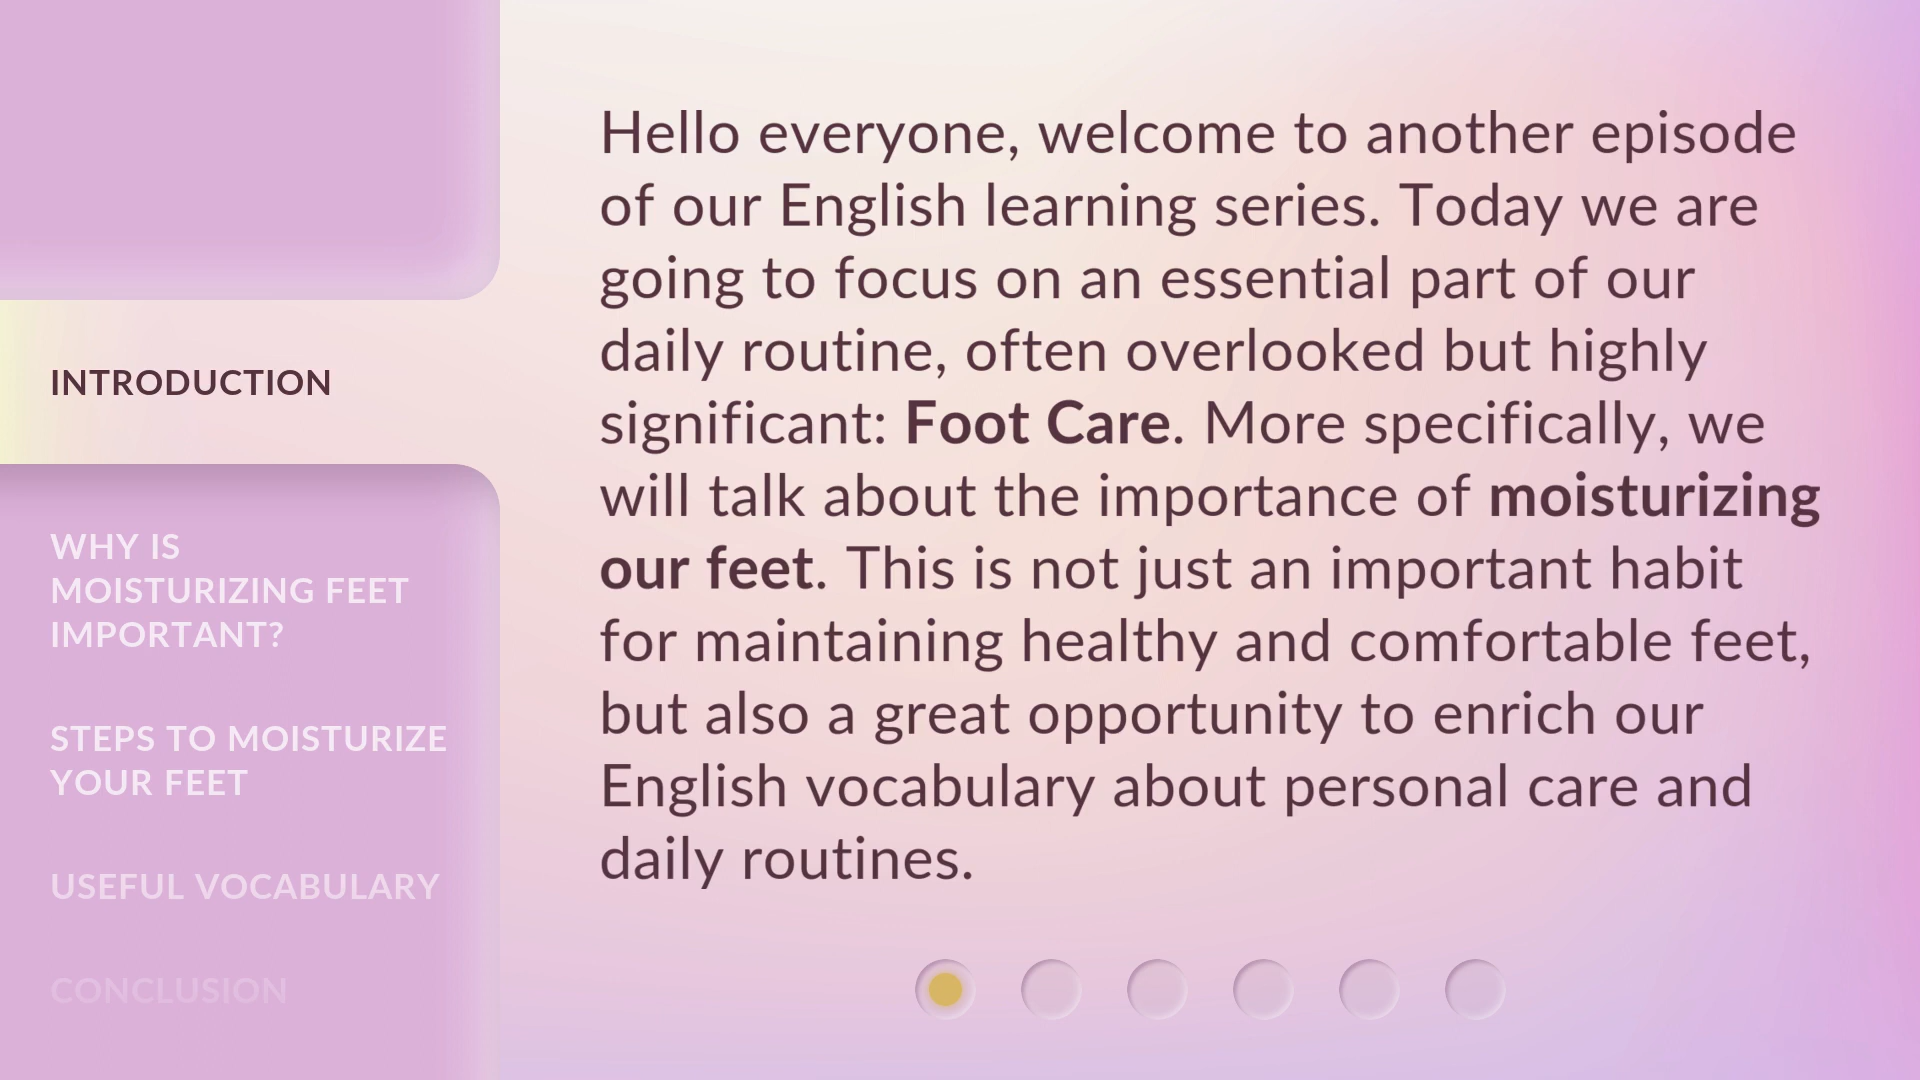 INTRODUCTION
WHY IS
MOISTURIZING FEET
IMPORTANT?
STEPS TO MOISTURIZE
YOUR FEET
USEFUL VOCABULARY
CONCLUSION
Hello everyone, welcome to another episode
of our English learning series. Today we are
going to focus on an essential part of our
daily routine, often overlooked but highly
significant: Foot Care. More specifically, we
will talk about the importance of moisturizing
our feet. This is not just an important habit
for maintaining healthy and comfortable feet,
but also a great opportunity to enrich our
English vocabulary about personal care and
daily routines.